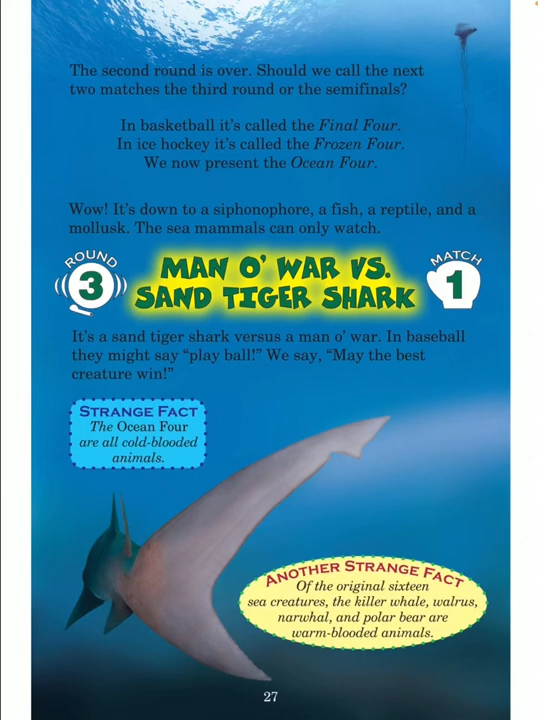 The second round is over. Should we call the next
two matches the third round or the semifinals?
In basketball it's called the Final Four.
In ice hockey it's called the Frozen Four.
We now present the Ocean Four.
Wow! It's down to a siphonophore, a fish, a reptile, and a
mollusk. The sea mammals can only watch.
ROUND
3
MAN O' WAR VS.
SAND TIGER SHARK
MATCH
1
It's a sand tiger shark versus a man o' war. In baseball
they might say "play ball!" We say, "May the best
creature win!"
STRANGE FACT
The Ocean Four
are all cold-blooded
animals.
ANOTHER STRANGE FACT
Of the original sixteen
sea creatures, the killer whale, walrus,
narwhal, and polar bear are
warm-blooded animals.
27